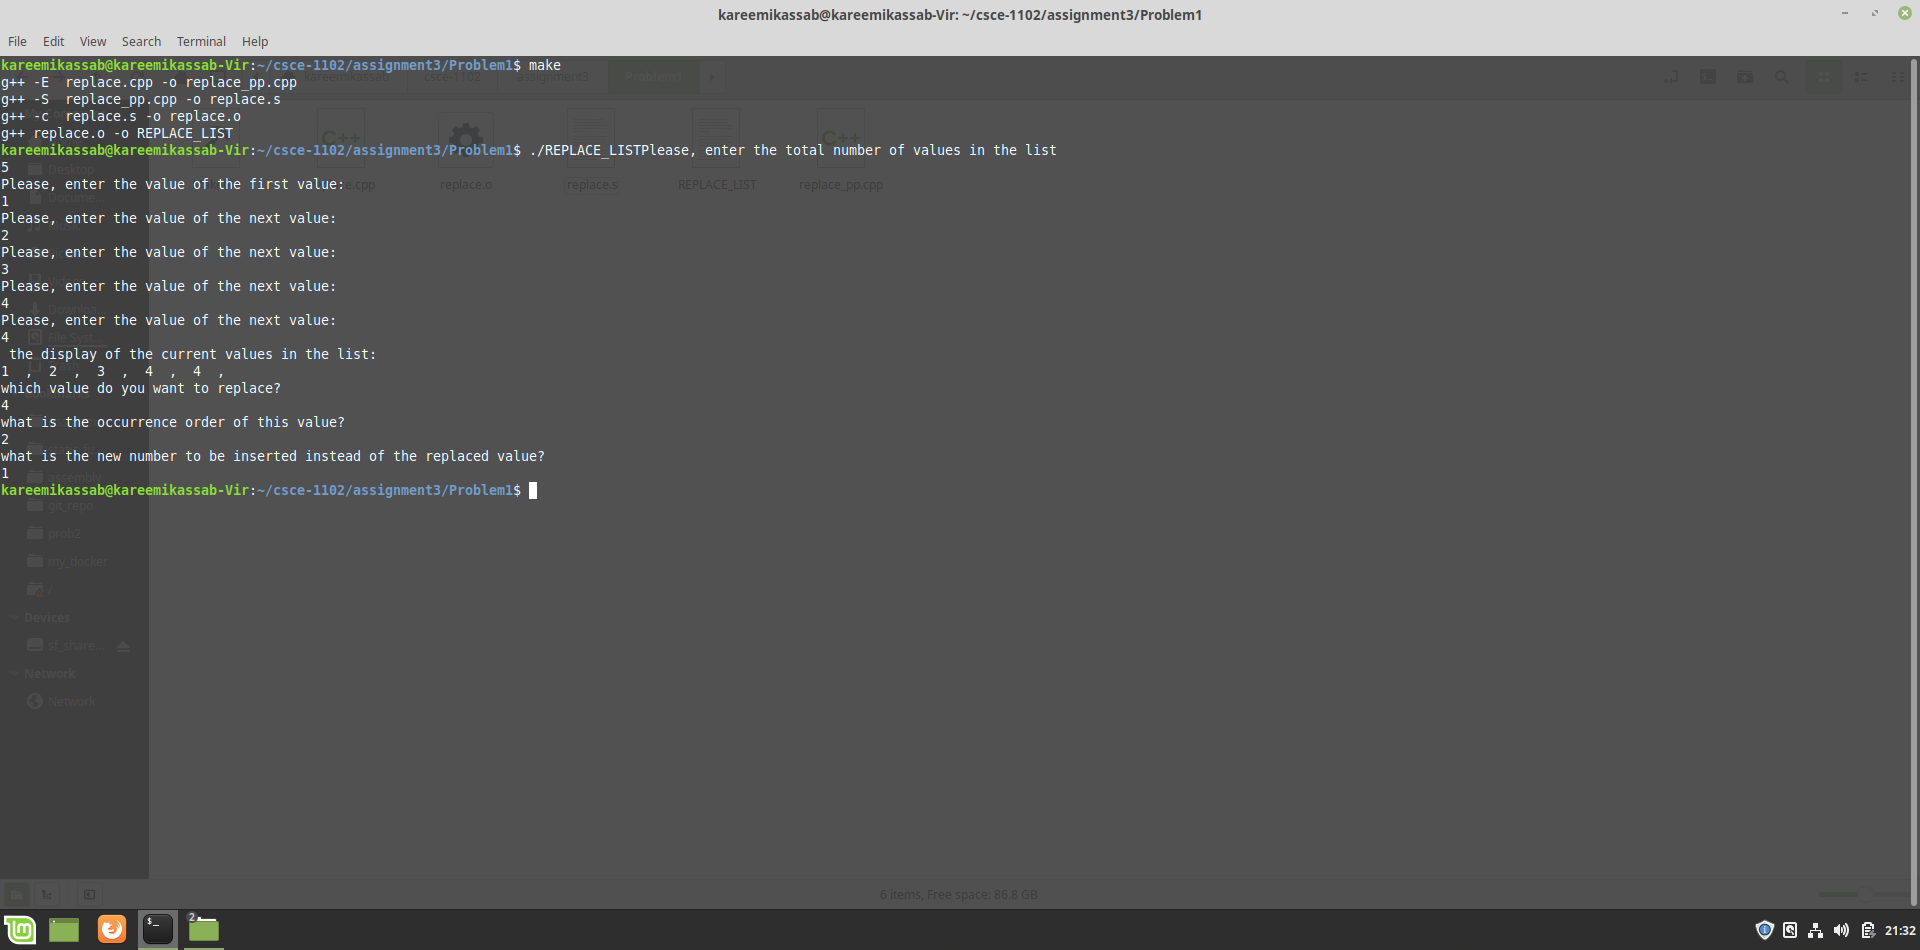 kareemikassab@kareemikassab-Vir: ~/csce-1102/assignment3/Problem1
File Edit View Search Terminal Help
kareemikassab@kareemikassab-Vir:~/csce-1102/assignment3/Problem1$ make
g++ -E  replace.cpp -o replace_pp.cpp
g++ -S  replace_pp.cpp -o replace.s
g++ -c  replace.s -o replace.o
g++ replace.o -o REPLACE_LIST
kareemikassab@kareemikassab-Vir:~/csce-1102/assignment3/Problem1$ ./REPLACE_LISTPlease, enter the total number of values in the list
5
Please, enter the value of the first value:
1
Please, enter the value of the next value:
2
Please, enter the value of the next value:
3
Please, enter the value of the next value:
4
Please, enter the value of the next value:
4
 the display of the current values in the list:
1  ,  2  ,  3  ,  4  ,  4  ,
which value do you want to replace?
4
what is the occurrence order of this value?
2
what is the new number to be inserted instead of the replaced value?
1
kareemikassab@kareemikassab-Vir:~/csce-1102/assignment3/Problem1$
kareemikassab csce-1102 assignment3 Problem1
C++ C++
replace.o replace.s REPLACE_LIST replace_pp.cpp
Desktop
git_repo
prob2
my_docker
/
Devices
sf_share...
Network
Network
6 items, Free space: 86.8 GB
2
21:32